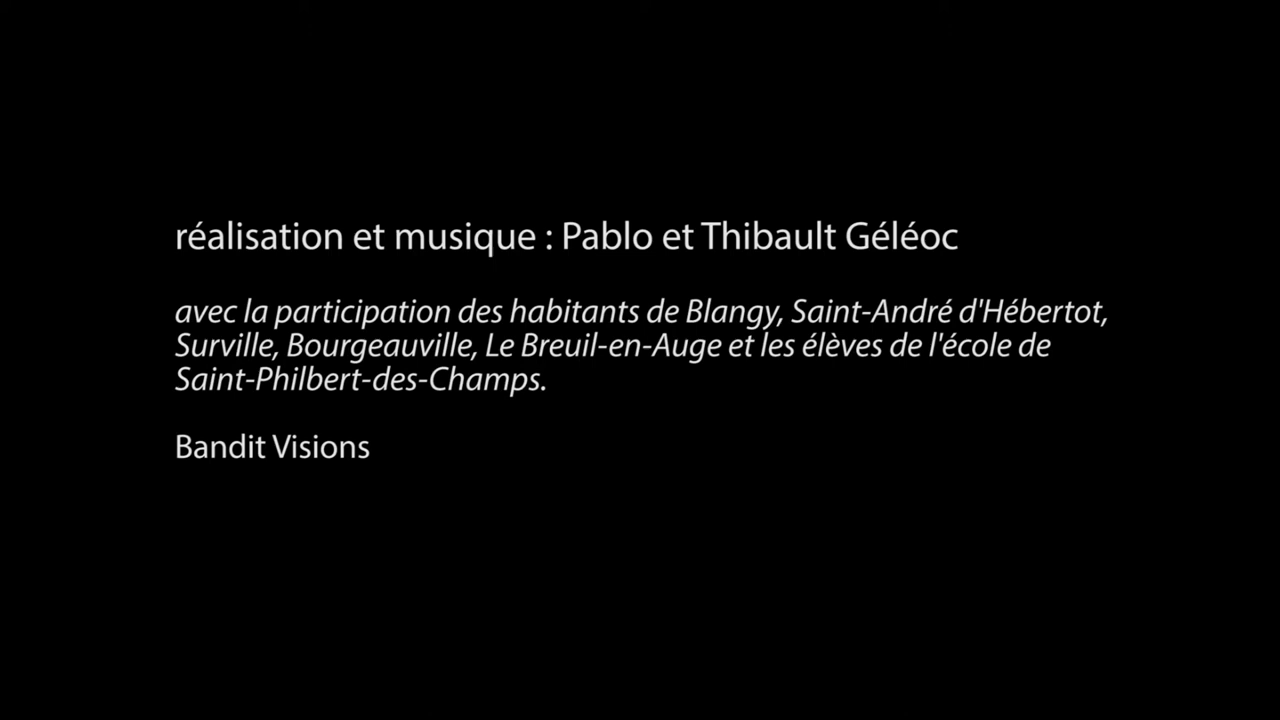 réalisation et musique : Pablo et Thibault Géléoc
avec la participation des habitants de Blangy, Saint-André d'Hébertot,
Surville, Bourgeauville, Le Breuil-en-Auge et les élèves de l'école de
Saint-Philbert-des-Champs.
Bandit Visions